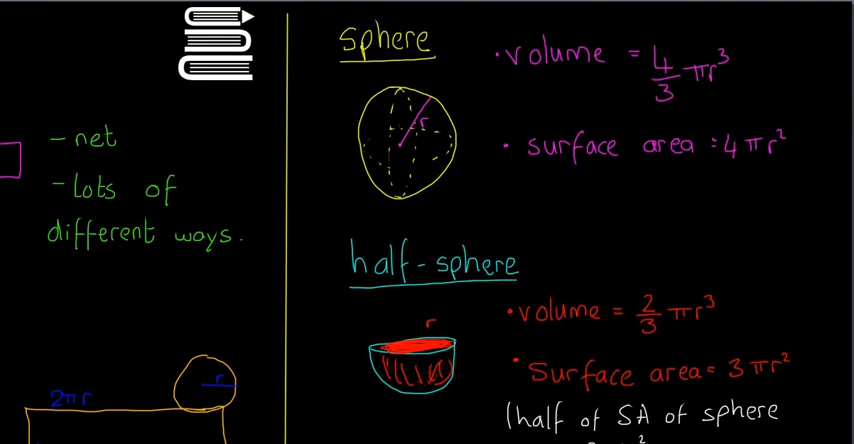 - net
- lots of
different ways.
2πr
r
sphere
r
• volume = 4/3 πr³
• surface area = 4πr²
half-sphere
r
• volume = 2/3 πr³
• Surface area = 3πr²
(half of SA of sphere